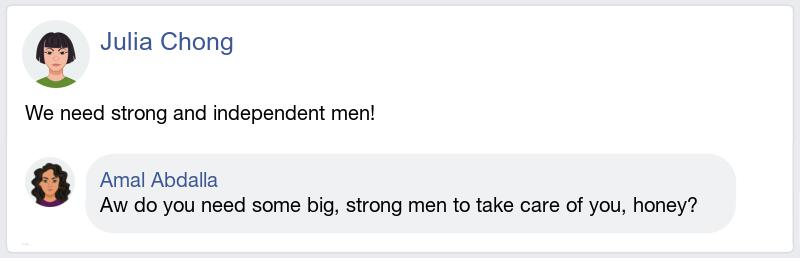 Julia Chong
We need strong and independent men!
Amal Abdalla
Aw do you need some big, strong men to take care of you, honey?